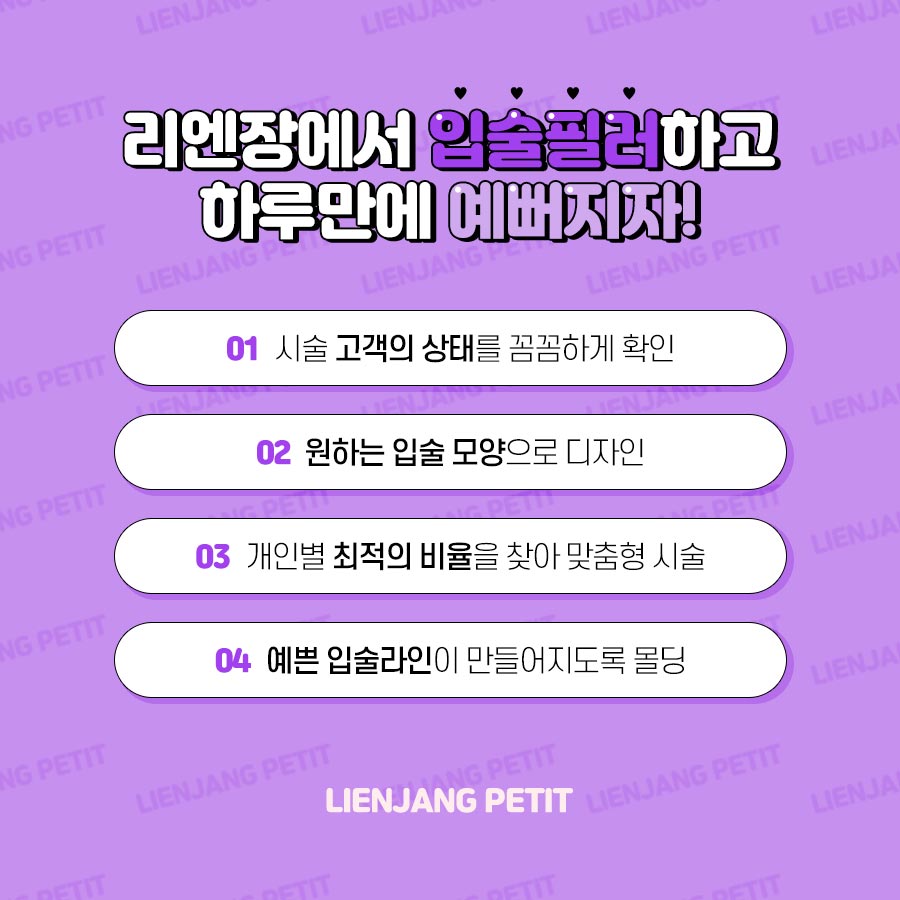 리엔장에서 입술필러하고
하루만에 예뻐지자!
01 시술 고객의 상태를 꼼꼼하게 확인
02 원하는 입술 모양으로 디자인
03 개인별 최적의 비율을 찾아 맞춤형 시술
04 예쁜 입술라인이 만들어지도록 몰딩
LIENJANG PETIT